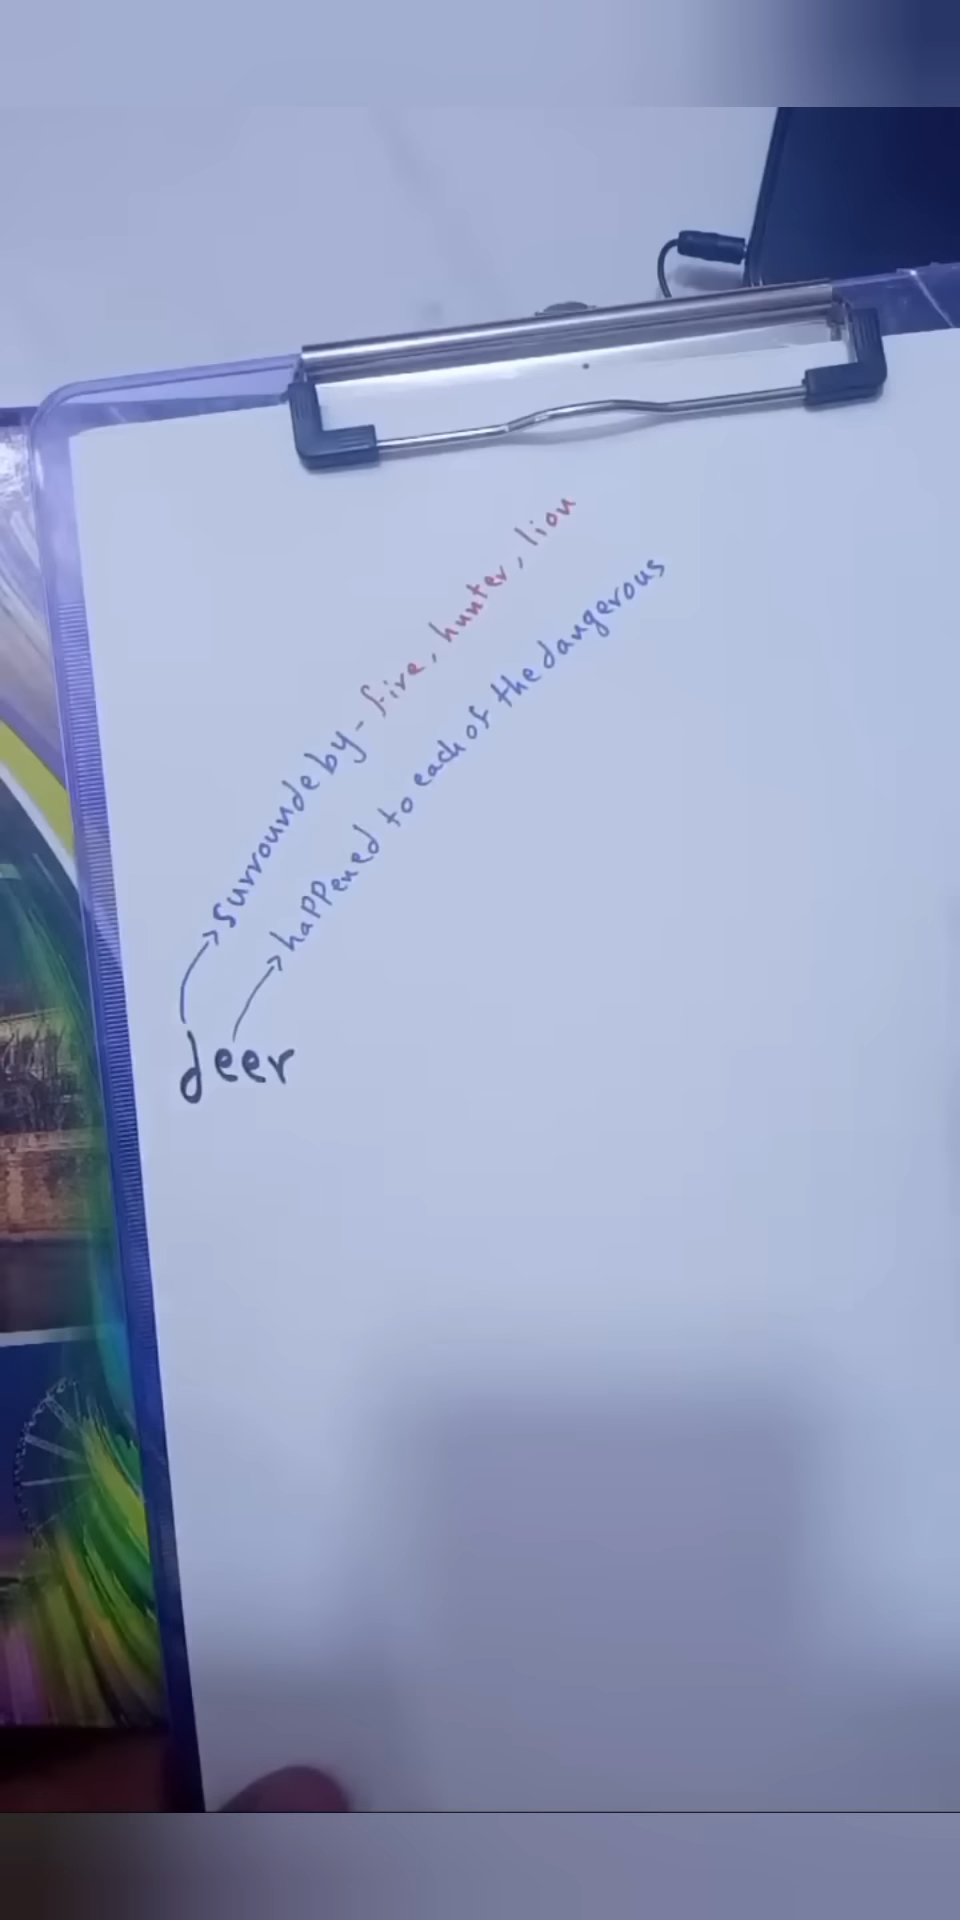 surrounde by - fire, hunter, lion
happened to each of the dangerous
deer